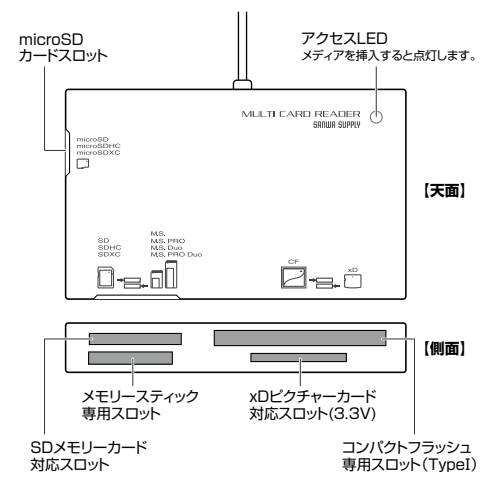 microSD
カードスロット
アクセスLED
メディアを挿入すると点灯します。
MULTI CARD READER
SANWA SUPPLY
microSD
microSDHC
microSDXC
【天面】
SD
SDHC
SDXC
M.S.
M.S. PRO
M.S. Duo
M.S. PRO Duo
CF
xD
【側面】
メモリースティック
専用スロット
xDピクチャーカード
対応スロット(3.3V)
SDメモリーカード
対応スロット
コンパクトフラッシュ
専用スロット(TypeI)